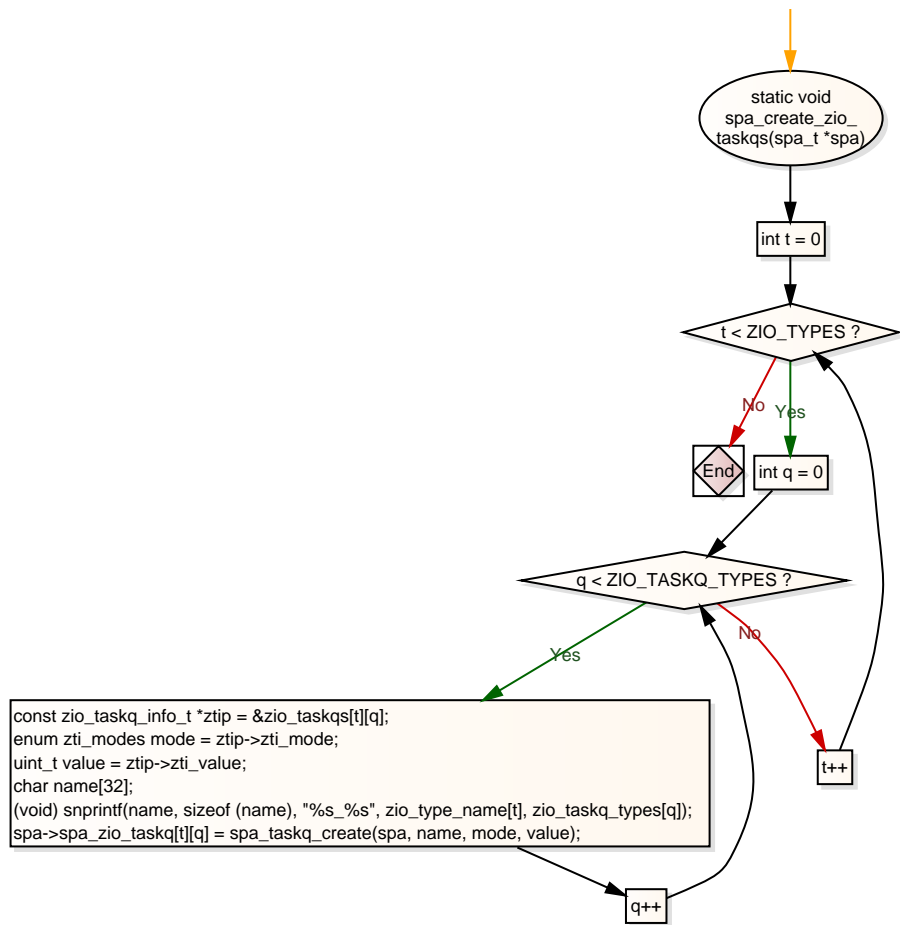 static void
spa_create_zio_
taskqs(spa_t *spa)
int t = 0
t < ZIO_TYPES ?
No
Yes
End
int q = 0
q < ZIO_TASKQ_TYPES ?
No
Yes
const zio_taskq_info_t *ztip = &zio_taskqs[t][q];
enum zti_modes mode = ztip->zti_mode;
uint_t value = ztip->zti_value;
char name[32];
(void) snprintf(name, sizeof (name), "%s_%s", zio_type_name[t], zio_taskq_types[q]);
spa->spa_zio_taskq[t][q] = spa_taskq_create(spa, name, mode, value);
t++
q++